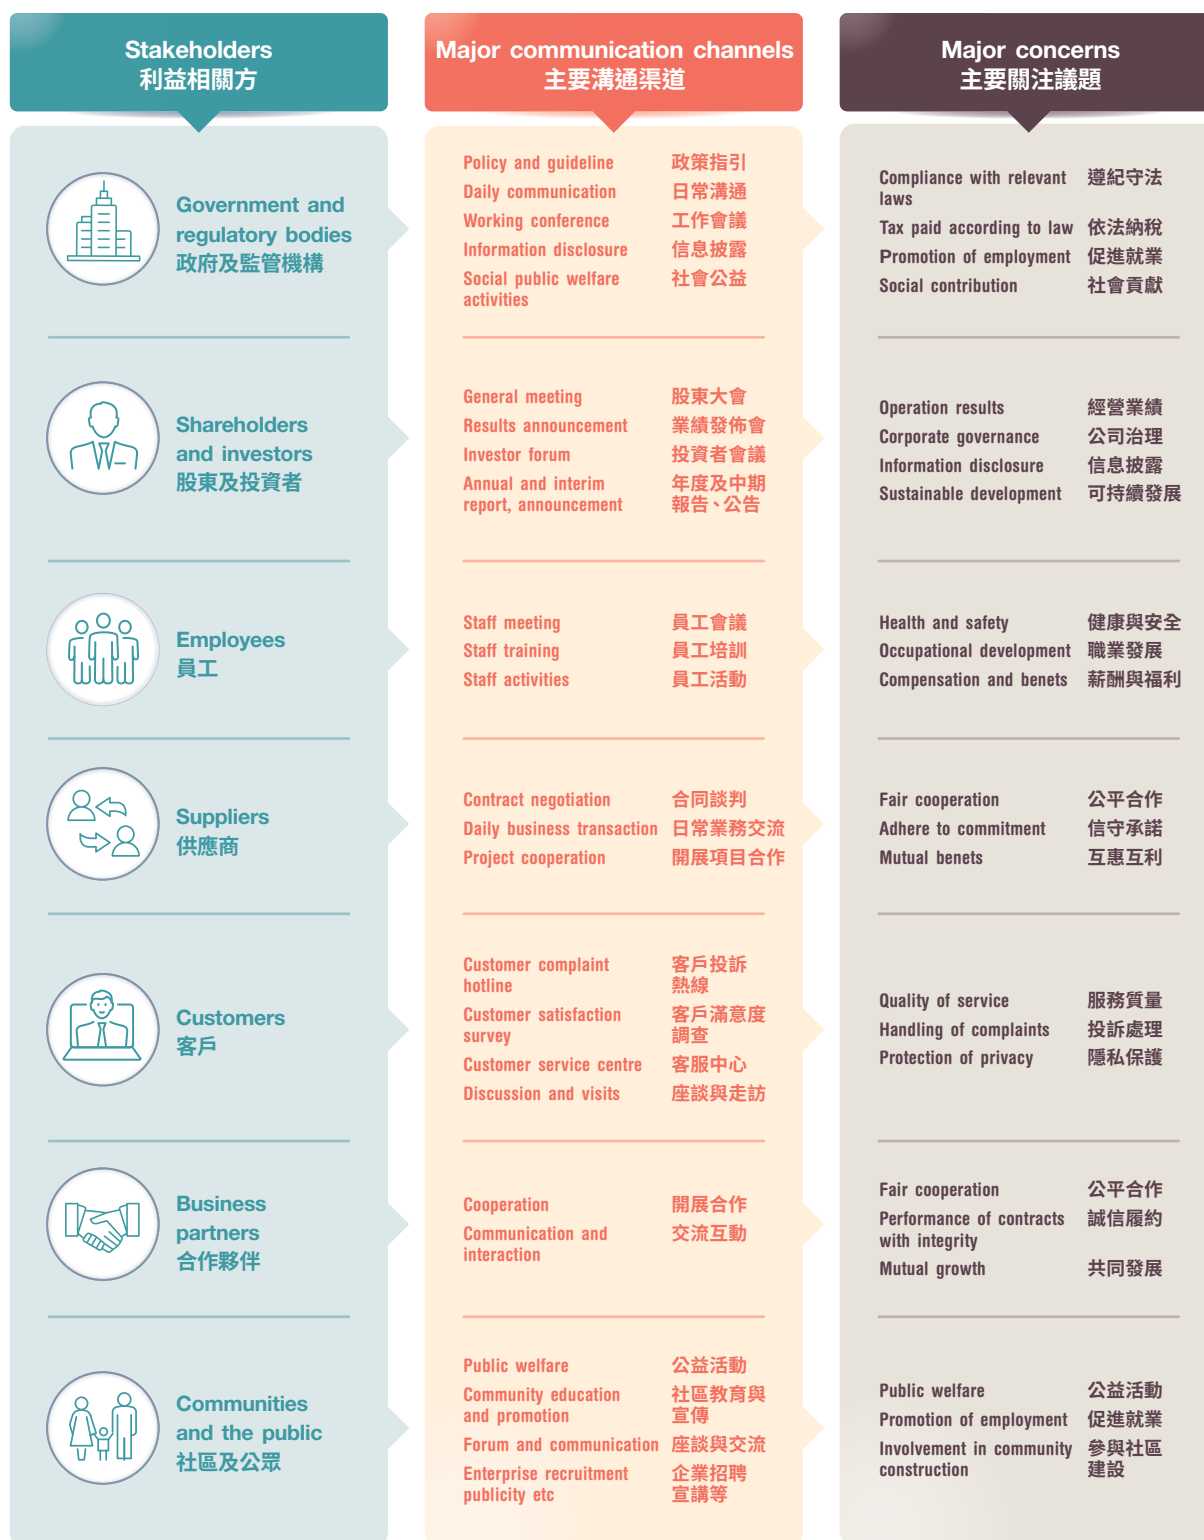 Stakeholders
利益相關方
Major communication channels
主要溝通渠道
Major concerns
主要關注議題
Government and
regulatory bodies
政府及監管機構
Policy and guideline 政策指引
Daily communication 日常溝通
Working conference 工作會議
Information disclosure 信息披露
Social public welfare 社會公益
activities
Compliance with relevant 遵紀守法
laws
Tax paid according to law 依法納稅
Promotion of employment 促進就業
Social contribution 社會貢獻
Shareholders
and investors
股東及投資者
General meeting 股東大會
Results announcement 業績發佈會
Investor forum 投資者會議
Annual and interim 年度及中期
report, announcement 報告、公告
Operation results 經營業績
Corporate governance 公司治理
Information disclosure 信息披露
Sustainable development 可持續發展
Employees
員工
Staff meeting 員工會議
Staff training 員工培訓
Staff activities 員工活動
Health and safety 健康與安全
Occupational development 職業發展
Compensation and benets 薪酬與福利
Suppliers
供應商
Contract negotiation 合同談判
Daily business transaction 日常業務交流
Project cooperation 開展項目合作
Fair cooperation 公平合作
Adhere to commitment 信守承諾
Mutual benets 互惠互利
Customers
客戶
Customer complaint 客戶投訴
hotline 熱線
Customer satisfaction 客戶滿意度
survey 調查
Customer service centre 客服中心
Discussion and visits 座談與走訪
Quality of service 服務質量
Handling of complaints 投訴處理
Protection of privacy 隱私保護
Business
partners
合作夥伴
Cooperation 開展合作
Communication and 交流互動
interaction
Fair cooperation 公平合作
Performance of contracts 誠信履約
with integrity
Mutual growth 共同發展
Communities
and the public
社區及公眾
Public welfare 公益活動
Community education 社區教育與
and promotion 宣傳
Forum and communication 座談與交流
Enterprise recruitment 企業招聘
publicity etc 宣講等
Public welfare 公益活動
Promotion of employment 促進就業
Involvement in community 參與社區
construction 建設